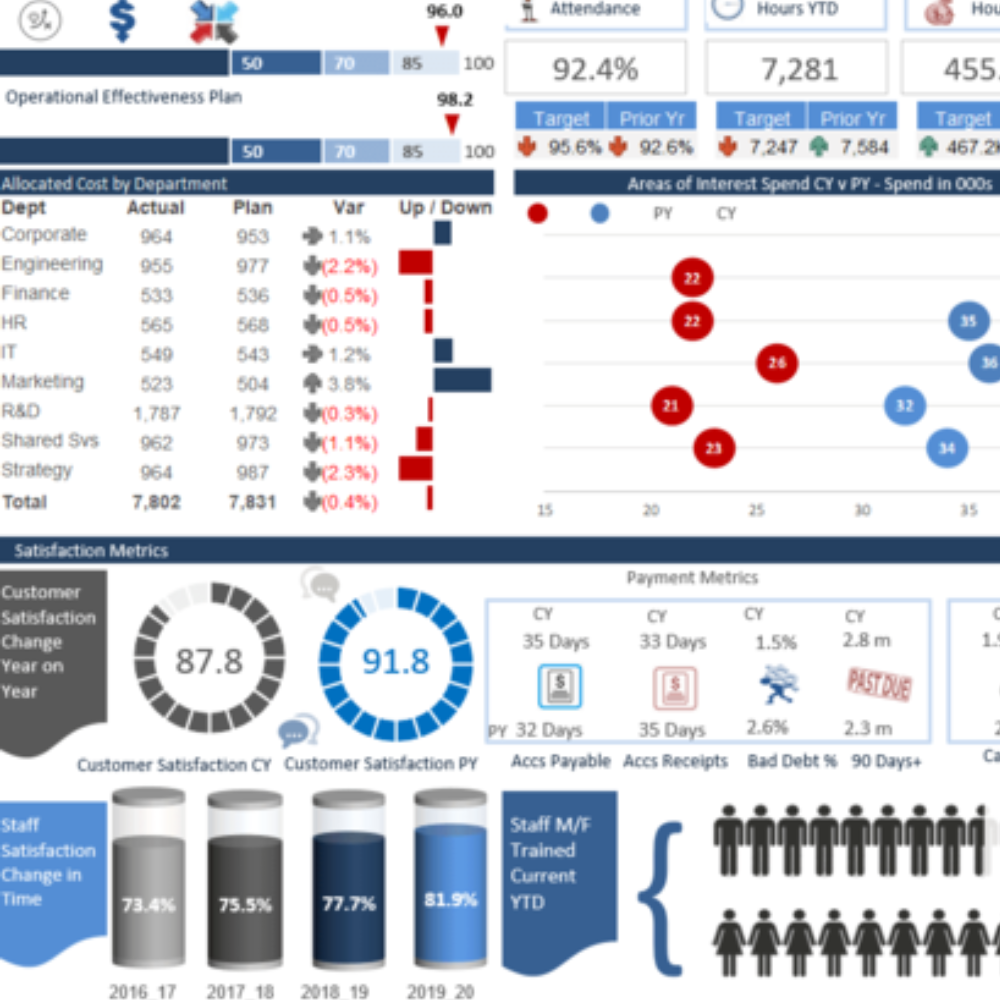 96.0
50 70 85 100
Operational Effectiveness Plan
98.2
50 70 85 100
Attendance
92.4%
Target Prior Yr
95.6% 92.6%
Hours YTD
7,281
Target Prior Yr
7,247 7,584
Hou
455.
Target
467.2k
Allocated Cost by Department
Dept Actual Plan Var Up / Down
Corporate 964 953 1.1%
Engineering 955 977 (2.2%)
Finance 533 536 (0.5%)
HR 565 568 (0.5%)
IT 549 543 1.2%
Marketing 523 504 3.8%
R&D 1,787 1,792 (0.3%)
Shared Svs 962 973 (1.1%)
Strategy 964 987 (2.3%)
Total 7,802 7,831 (0.4%)
Areas of Interest Spend CY v PY - Spend in 000s
PY CY
22
22 35
26 36
21 32
23 34
15 20 25 30 35
Satisfaction Metrics
Customer
Satisfaction
Change
Year on
Year
87.8
91.8
Customer Satisfaction CY Customer Satisfaction PY
Payment Metrics
CY CY CY CY
35 Days 33 Days 1.5% 2.8 m
PAST DUE
PY 32 Days 35 Days 2.6% 2.3 m
Accs Payable Accs Receipts Bad Debt % 90 Days+
Ca
Staff
Satisfaction
Change in
Time
73.4% 75.5% 77.7% 81.9%
2016_17 2017_18 2018_19 2019_20
Staff M/F
Trained
Current
YTD